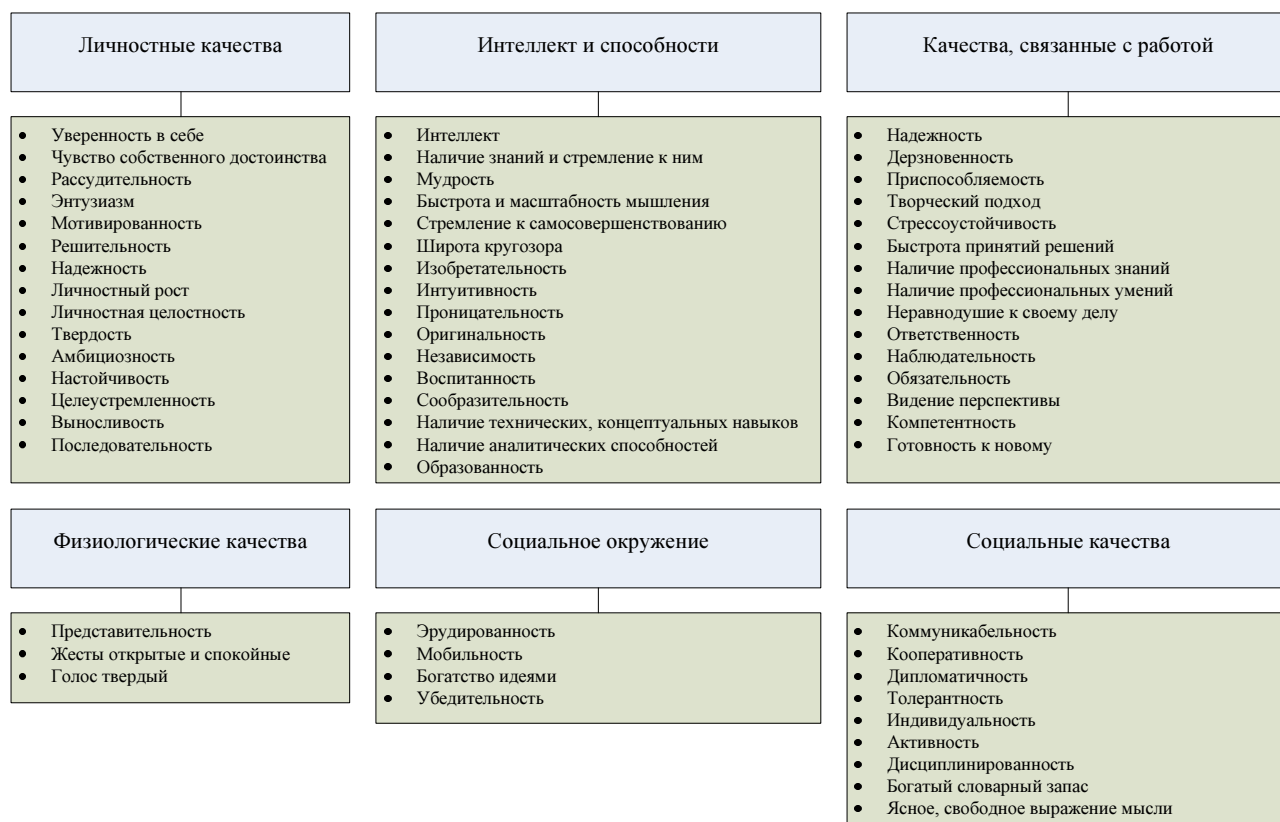 Личностные качества
• Уверенность в себе
• Чувство собственного достоинства
• Рассудительность
• Энтузиазм
• Мотивированность
• Решительность
• Надежность
• Личностный рост
• Личностная целостность
• Твердость
• Амбициозность
• Настойчивость
• Целеустремленность
• Выносливость
• Последовательность
Интеллект и способности
• Интеллект
• Наличие знаний и стремление к ним
• Мудрость
• Быстрота и масштабность мышления
• Стремление к самосовершенствованию
• Широта кругозора
• Изобретательность
• Интуитивность
• Проницательность
• Оригинальность
• Независимость
• Воспитанность
• Сообразительность
• Наличие технических, концептуальных навыков
• Наличие аналитических способностей
• Образованность
Качества, связанные с работой
• Надежность
• Дерзновенность
• Приспособляемость
• Творческий подход
• Стрессоустойчивость
• Быстрота принятий решений
• Наличие профессиональных знаний
• Наличие профессиональных умений
• Неравнодушие к своему делу
• Ответственность
• Наблюдательность
• Обязательность
• Видение перспективы
• Компетентность
• Готовность к новому
Физиологические качества
• Представительность
• Жесты открытые и спокойные
• Голос твердый
Социальное окружение
• Эрудированность
• Мобильность
• Богатство идеями
• Убедительность
Социальные качества
• Коммуникабельность
• Кооперативность
• Дипломатичность
• Толерантность
• Индивидуальность
• Активность
• Дисциплинированность
• Богатый словарный запас
• Ясное, свободное выражение мысли